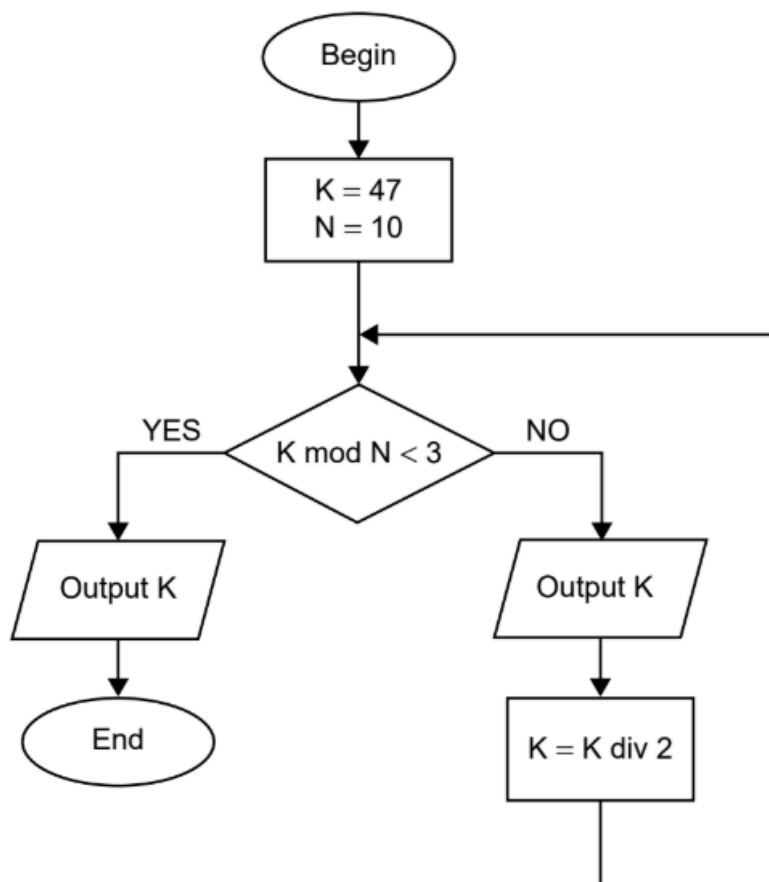 Begin
K = 47
N = 10
YES
NO
K mod N < 3
Output K
Output K
End
K = K div 2